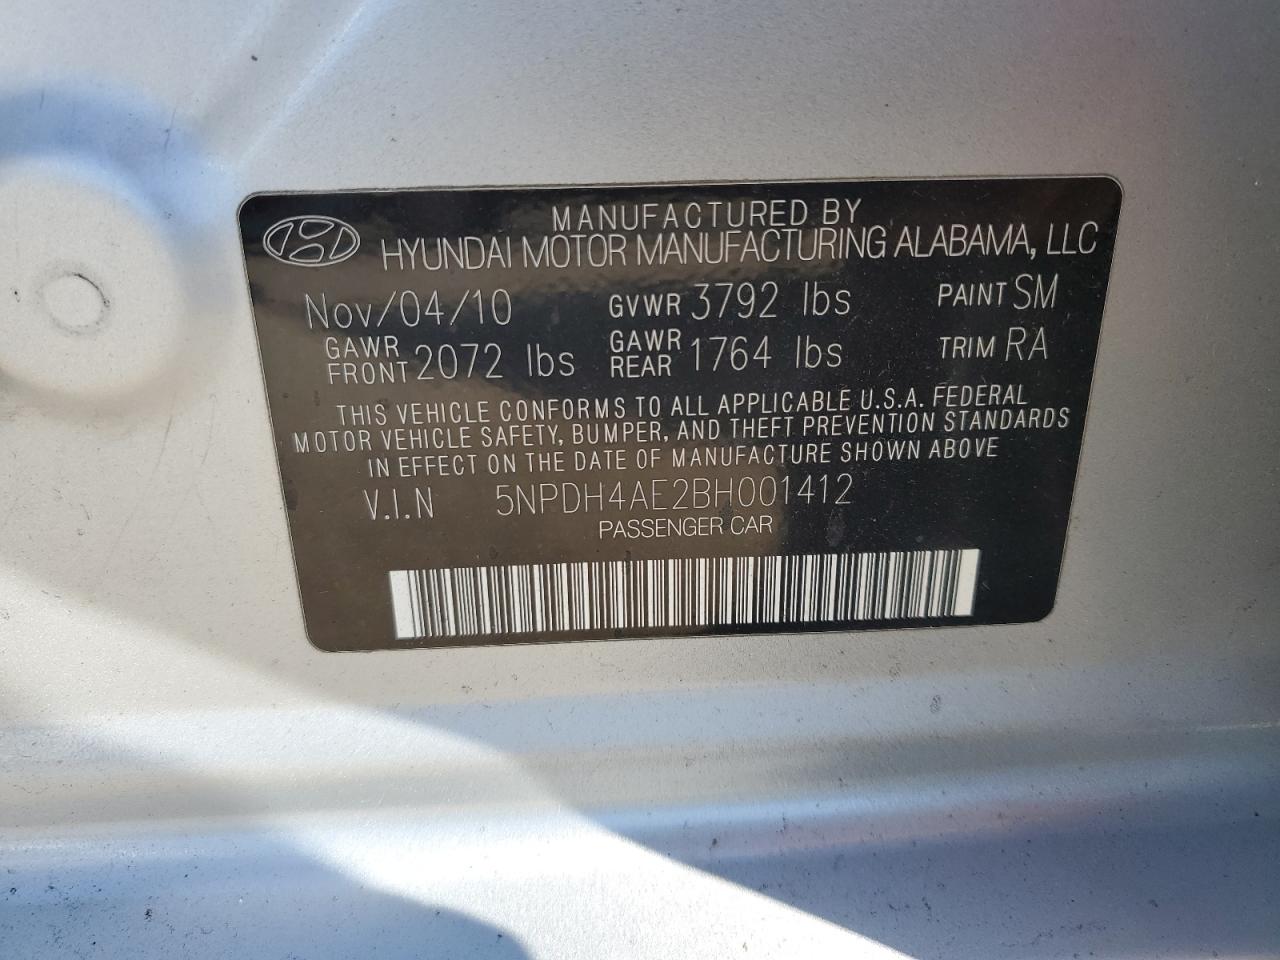 MANUFACTURED BY
HYUNDAI MOTOR MANUFACTURING ALABAMA, LLC
Nov/04/10 GVWR 3792 lbs PAINT SM
GAWR FRONT 2072 lbs GAWR REAR 1764 lbs TRIM RA
THIS VEHICLE CONFORMS TO ALL APPLICABLE U.S.A. FEDERAL
MOTOR VEHICLE SAFETY, BUMPER, AND THEFT PREVENTION STANDARDS
IN EFFECT ON THE DATE OF MANUFACTURE SHOWN ABOVE
V.I.N 5NPDH4AE2BH001412
PASSENGER CAR